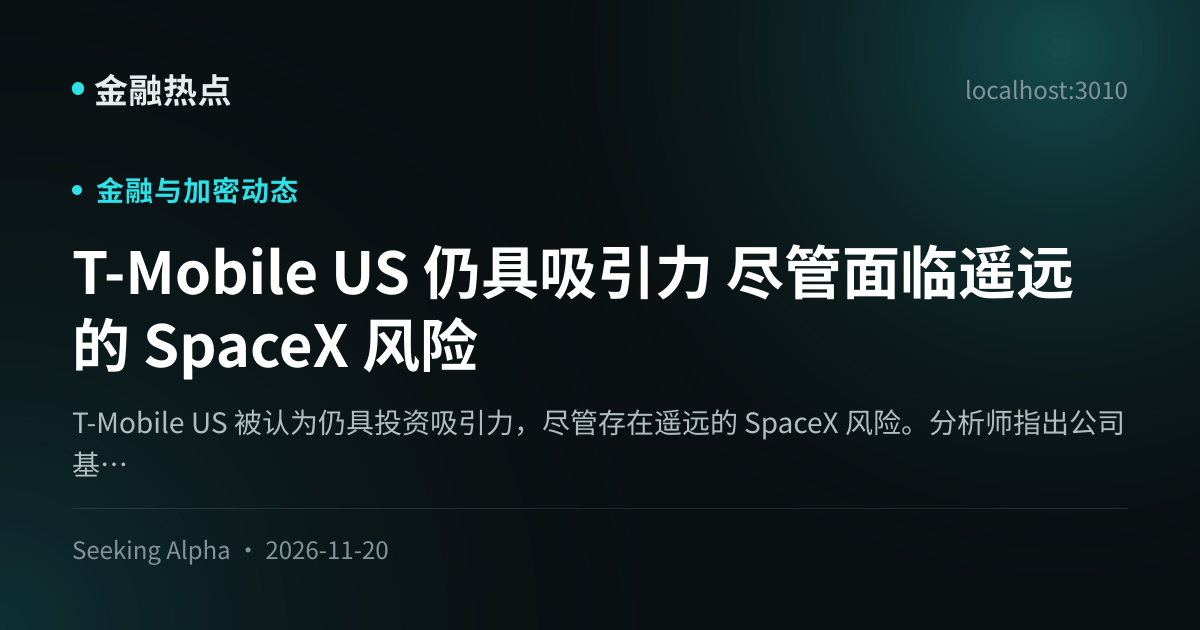 金融热点
localhost:3010
金融与加密动态
T-Mobile US 仍具吸引力 尽管面临遥远
的 SpaceX 风险
T-Mobile US 被认为仍具投资吸引力，尽管存在遥远的 SpaceX 风险。分析师指出公司
基…
Seeking Alpha · 2026-11-20